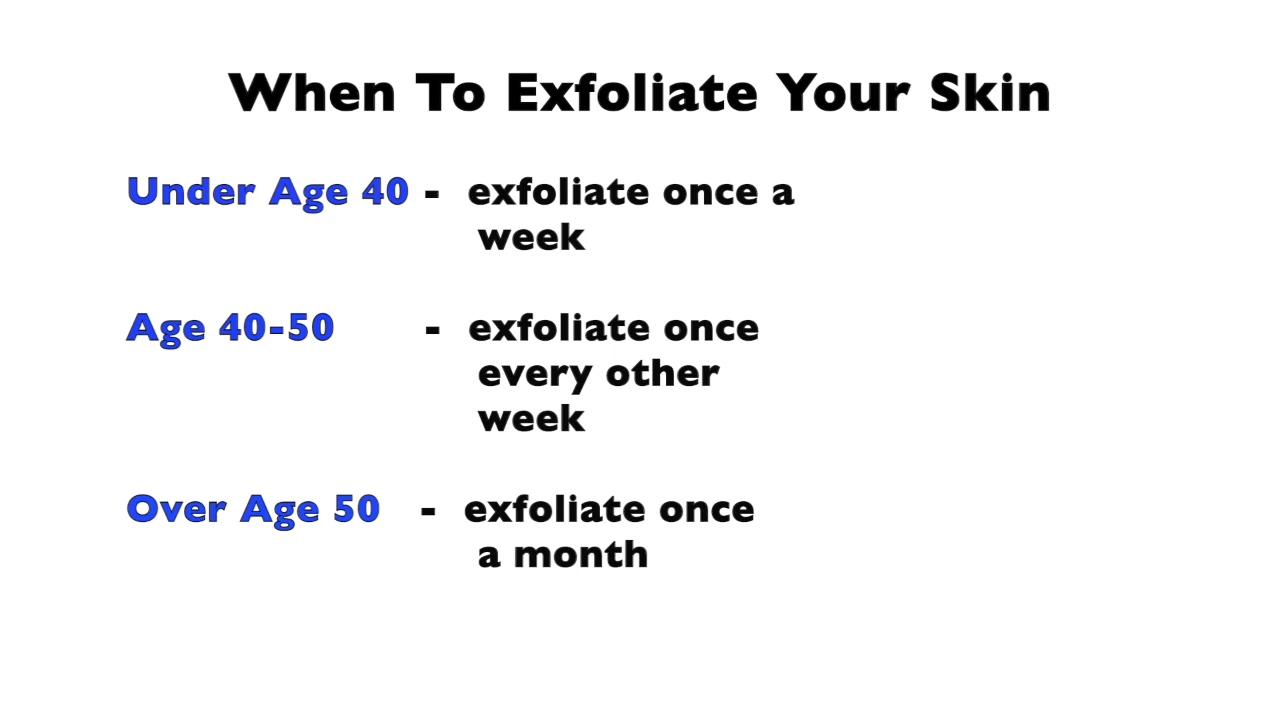 When To Exfoliate Your Skin
Under Age 40 - exfoliate once a
week
Age 40-50 - exfoliate once
every other
week
Over Age 50 - exfoliate once
a month